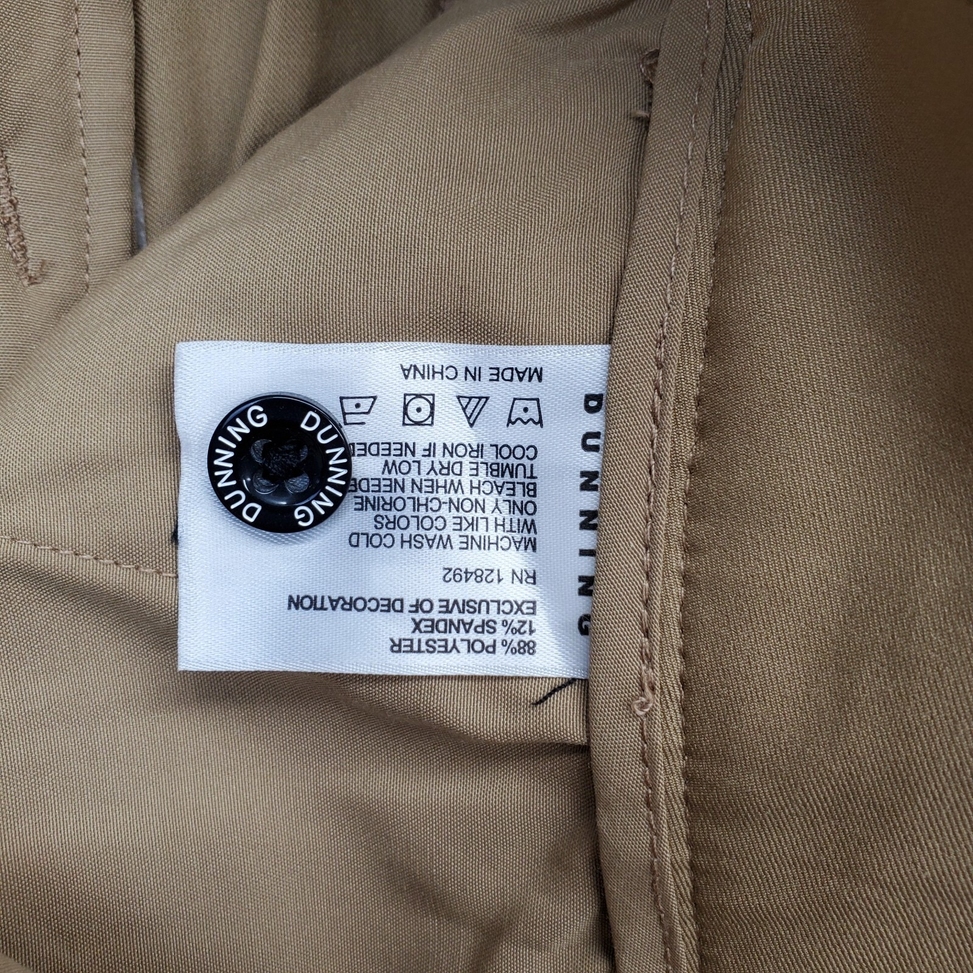 DUNNING
88% POLYESTER
12% SPANDEX
EXCLUSIVE OF DECORATION
RN 128492
MACHINE WASH COLD
WITH LIKE COLORS
ONLY NON-CHLORINE
BLEACH WHEN NEEDE
TUMBLE DRY LOW
COOL IRON IF NEEDED
MADE IN CHINA
DUNNING
DUNNING